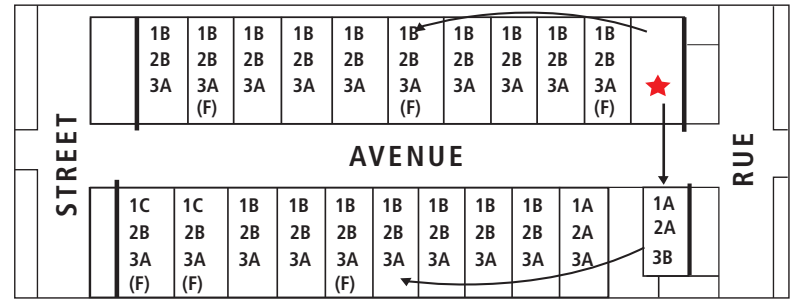 1B 1B 1B 1B 1B 1B 1B 1B 1B 1B
2B 2B 2B 2B 2B 2B 2B 2B 2B 2B
3A 3A 3A 3A 3A 3A 3A 3A 3A 3A
(F) (F) (F)
STREET
AVENUE
RUE
1C 1C 1B 1B 1B 1B 1B 1B 1B 1A 1A
2B 2B 2B 2B 2B 2B 2B 2B 2B 2A 2A
3A 3A 3A 3A 3A 3A 3A 3A 3A 3A 3B
(F) (F) (F)